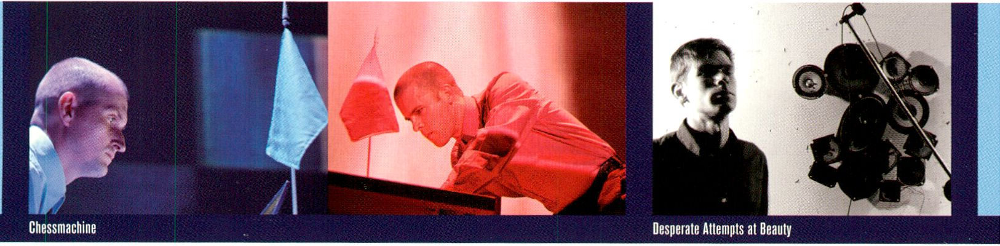 Chessmachine
Desperate Attempts at Beauty